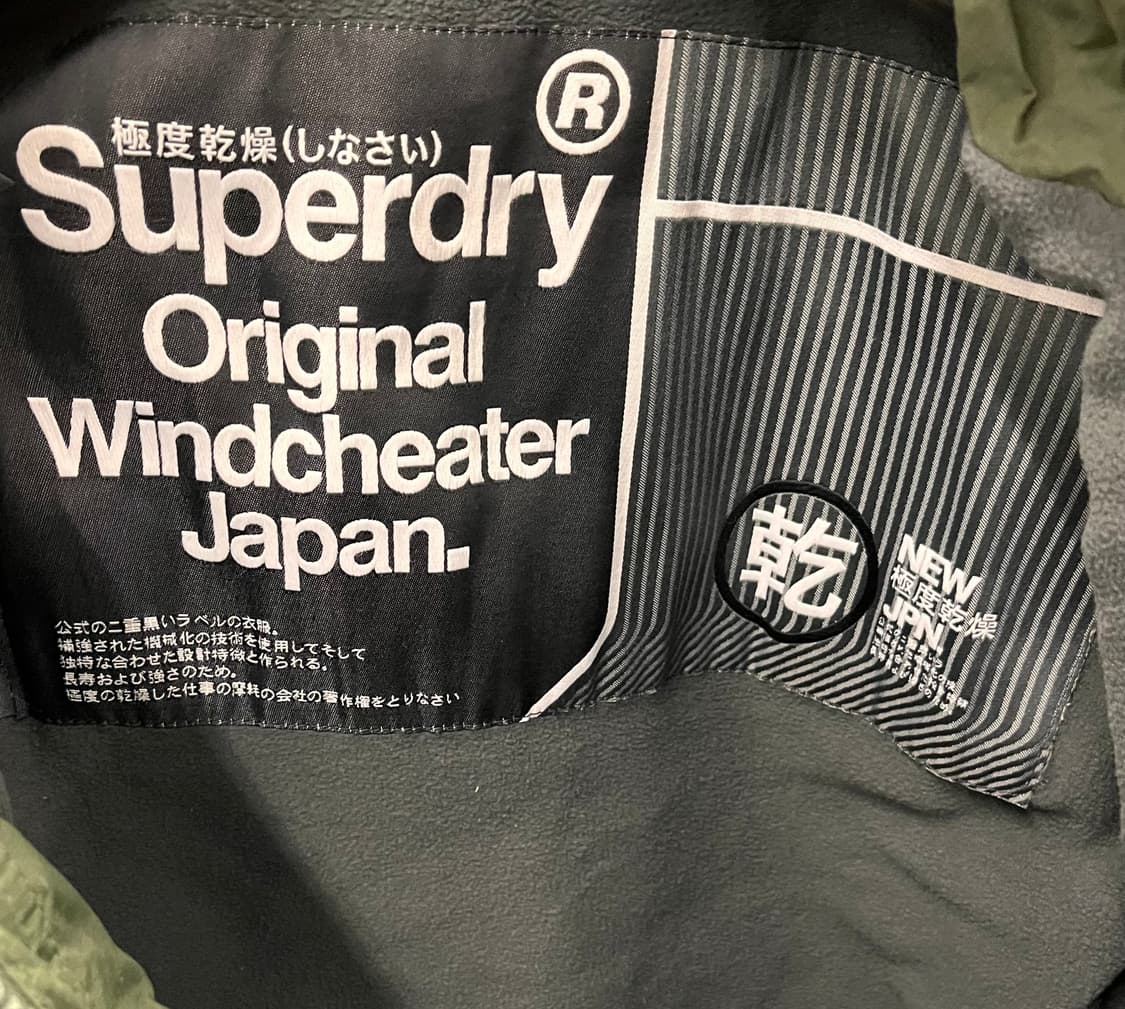 ®
極度乾燥(しなさい)
Superdry
Original
Windcheater
Japan.
公式の二重黒いラベルの衣服。
補強された機械化の技術を使用してそして
独特な合わせた設計特徴と作られる。
長寿および強さのため。
極度の乾燥した仕事の摩耗の会社の著作権をとりなさい
乾
NEW
極度乾燥
JPN